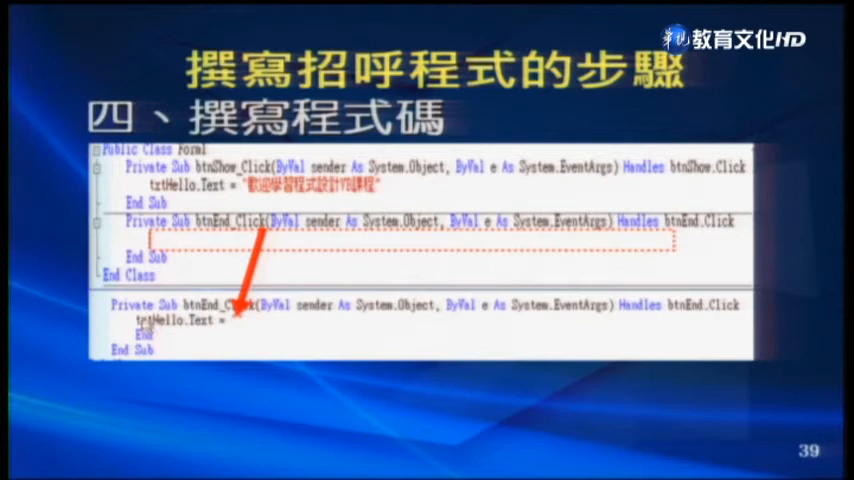 華視 教育文化HD
撰寫招呼程式的步驟
四、撰寫程式碼
Public Class Form1
Private Sub btnShow_Click(ByVal sender As System.Object, ByVal e As System.EventArgs) Handles btnShow.Click
txtHello.Text = "歡迎學習程式設計VB課程"
End Sub
Private Sub btnEnd_Click(ByVal sender As System.Object, ByVal e As System.EventArgs) Handles btnEnd.Click
End Sub
End Class
Private Sub btnEnd_Click(ByVal sender As System.Object, ByVal e As System.EventArgs) Handles btnEnd.Click
txtHello.Text =
End
End Sub
39